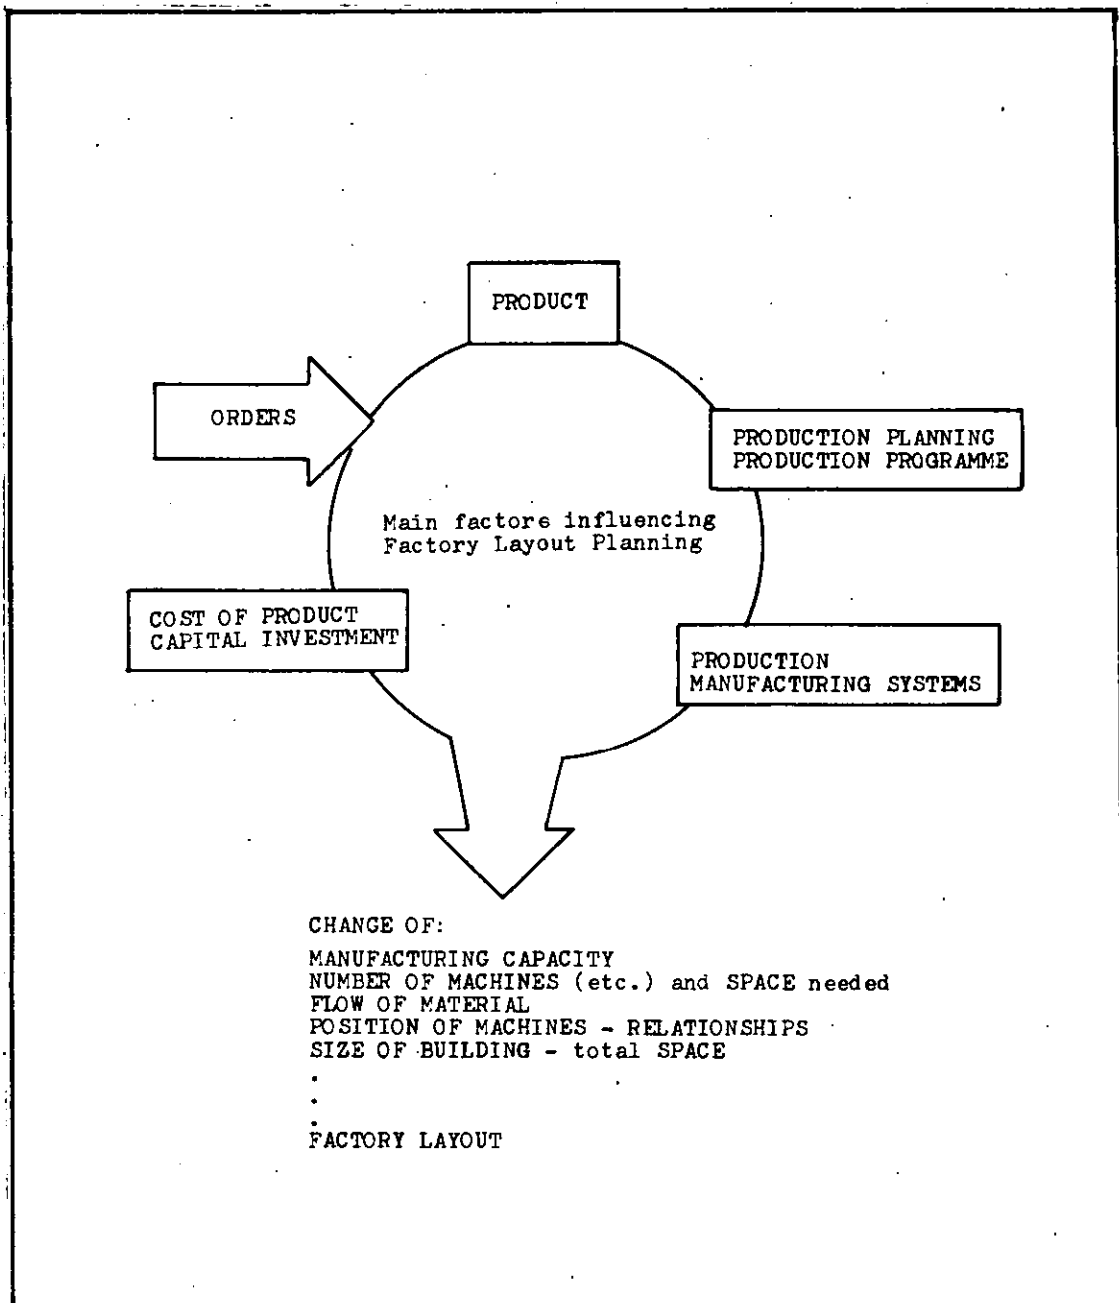 PRODUCT
ORDERS
PRODUCTION PLANNING
PRODUCTION PROGRAMME
Main factors influencing
Factory Layout Planning
COST OF PRODUCT
CAPITAL INVESTMENT
PRODUCTION
MANUFACTURING SYSTEMS
CHANGE OF:
MANUFACTURING CAPACITY
NUMBER OF MACHINES (etc.) and SPACE needed
FLOW OF MATERIAL
POSITION OF MACHINES - RELATIONSHIPS
SIZE OF BUILDING - total SPACE
.
.
.
FACTORY LAYOUT